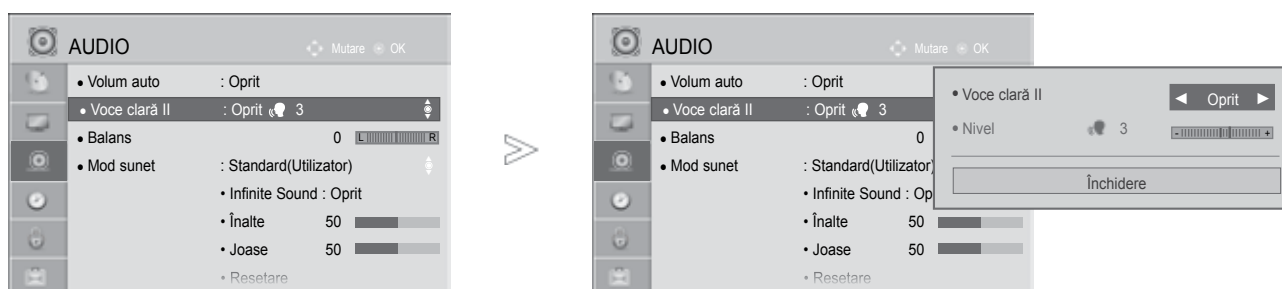 AUDIO
Mutare OK
• Volum auto : Oprit
• Voce clară II : Oprit 3
• Balans 0 L R
• Mod sunet : Standard(Utilizator)
• Infinite Sound : Oprit
• Înalte 50
• Joase 50
• Resetare
AUDIO
Mutare OK
• Volum auto : Oprit
• Voce clară II : Oprit 3
• Balans 0
• Mod sunet : Standard(Utilizator)
• Infinite Sound : Op
• Înalte 50
• Joase 50
• Resetare
• Voce clară II ◄ Oprit ►
• Nivel 3 - +
Închidere